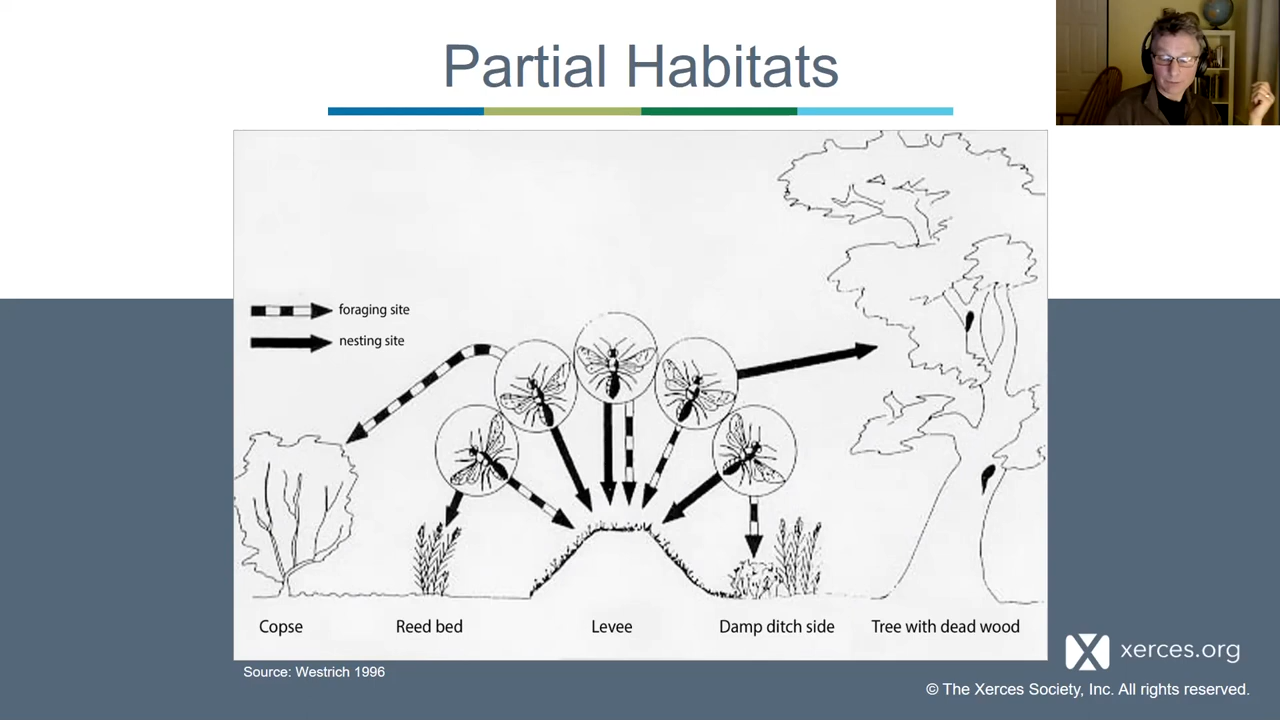 Partial Habitats
foraging site
nesting site
Copse
Reed bed
Levee
Damp ditch side
Tree with dead wood
Source: Westrich 1996
xerces.org
© The Xerces Society, Inc. All rights reserved.